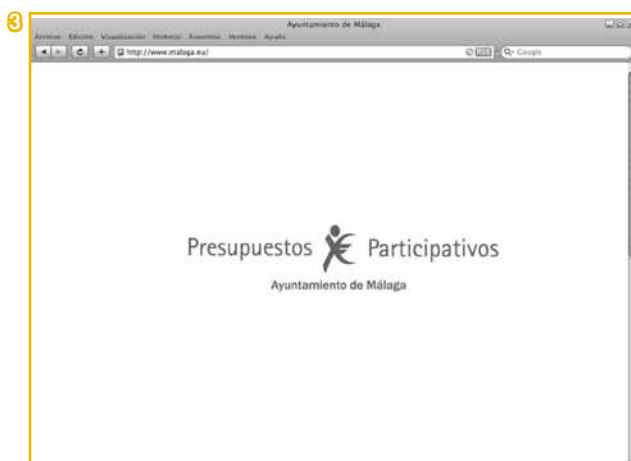 3
Ayuntamiento de Málaga
Archivo Edición Visualización Historial Favoritos Ventana Ayuda
http://www.malaga.eu/ RSS Google
Presupuestos Participativos
Ayuntamiento de Málaga